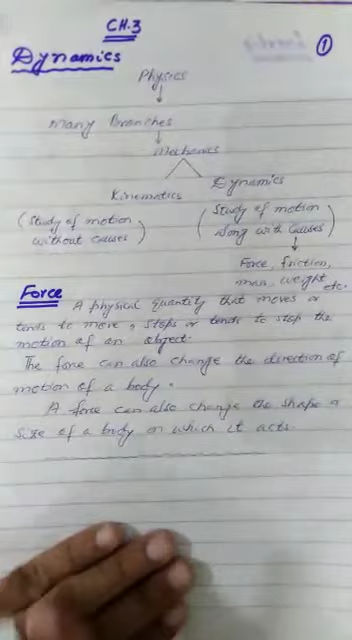 CH.3
Dynamics
1
Physics
Many Branches
Mechanics
Kinematics
Dynamics
(Study of motion without causes)
(Study of motion along with causes)
Force, friction,
mass, weight etc.
Force
A physical quantity that moves or
tends to move, stops or tends to stop the
motion of an object.
The force can also change the direction of
motion of a body.
A force can also change the shape or
size of a body on which it acts.